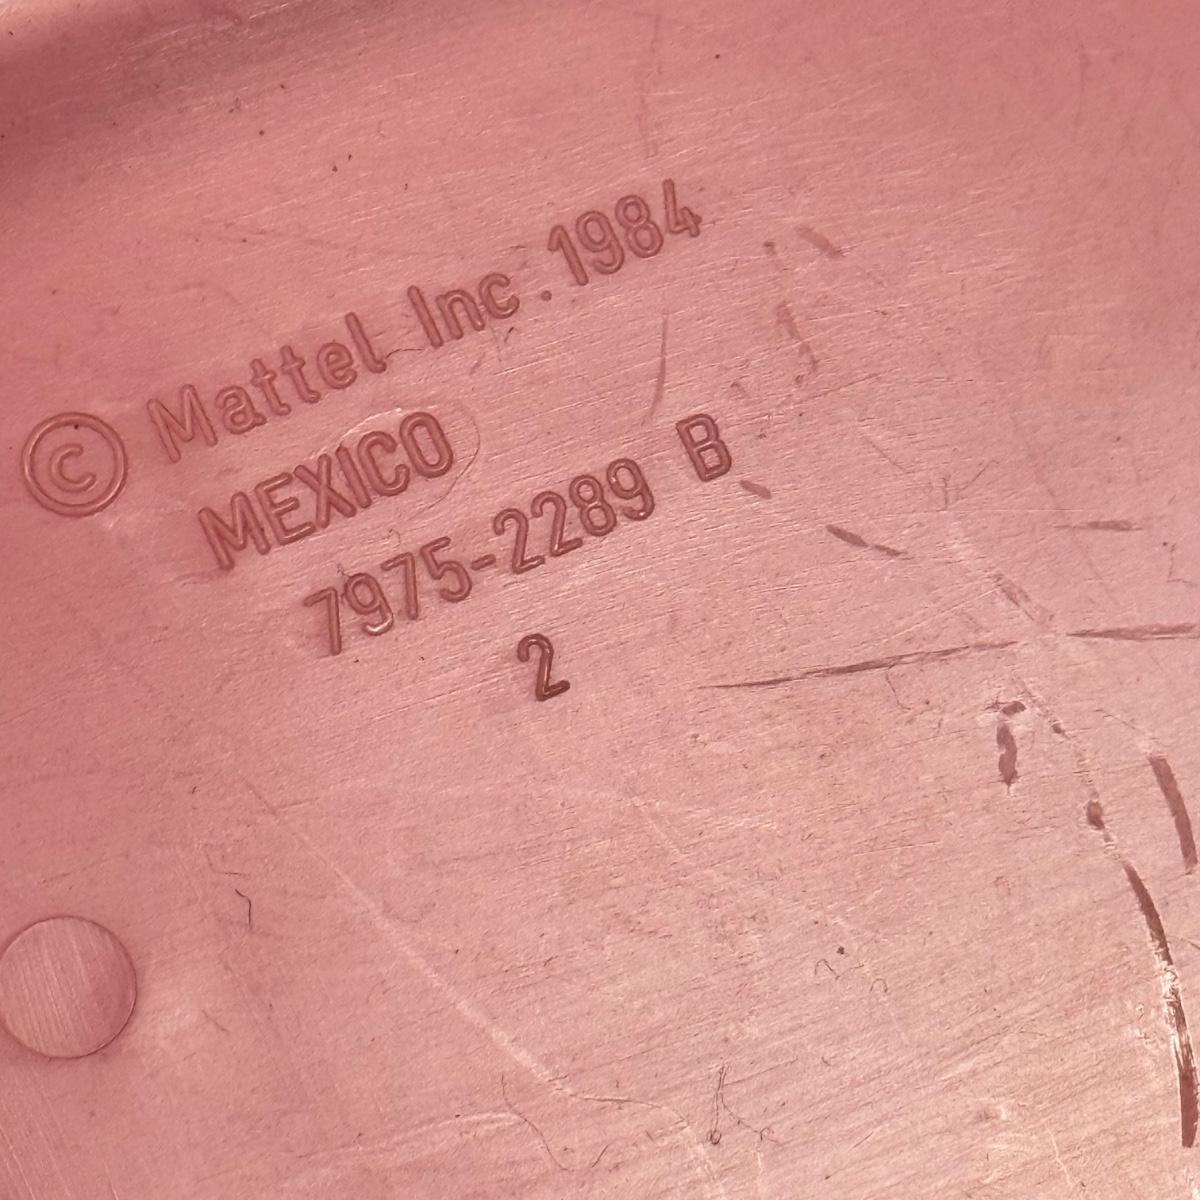 © Mattel Inc. 1984
MEXICO
7975-2289 B
2